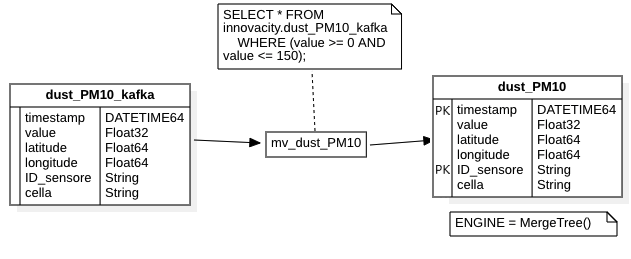 SELECT * FROM
innovacity.dust_PM10_kafka
WHERE (value >= 0 AND
value <= 150);
dust_PM10_kafka
timestamp DATETIME64
value Float32
latitude Float64
longitude Float64
ID_sensore String
cella String
mv_dust_PM10
dust_PM10
PK timestamp DATETIME64
value Float32
latitude Float64
longitude Float64
PK ID_sensore String
cella String
ENGINE = MergeTree()